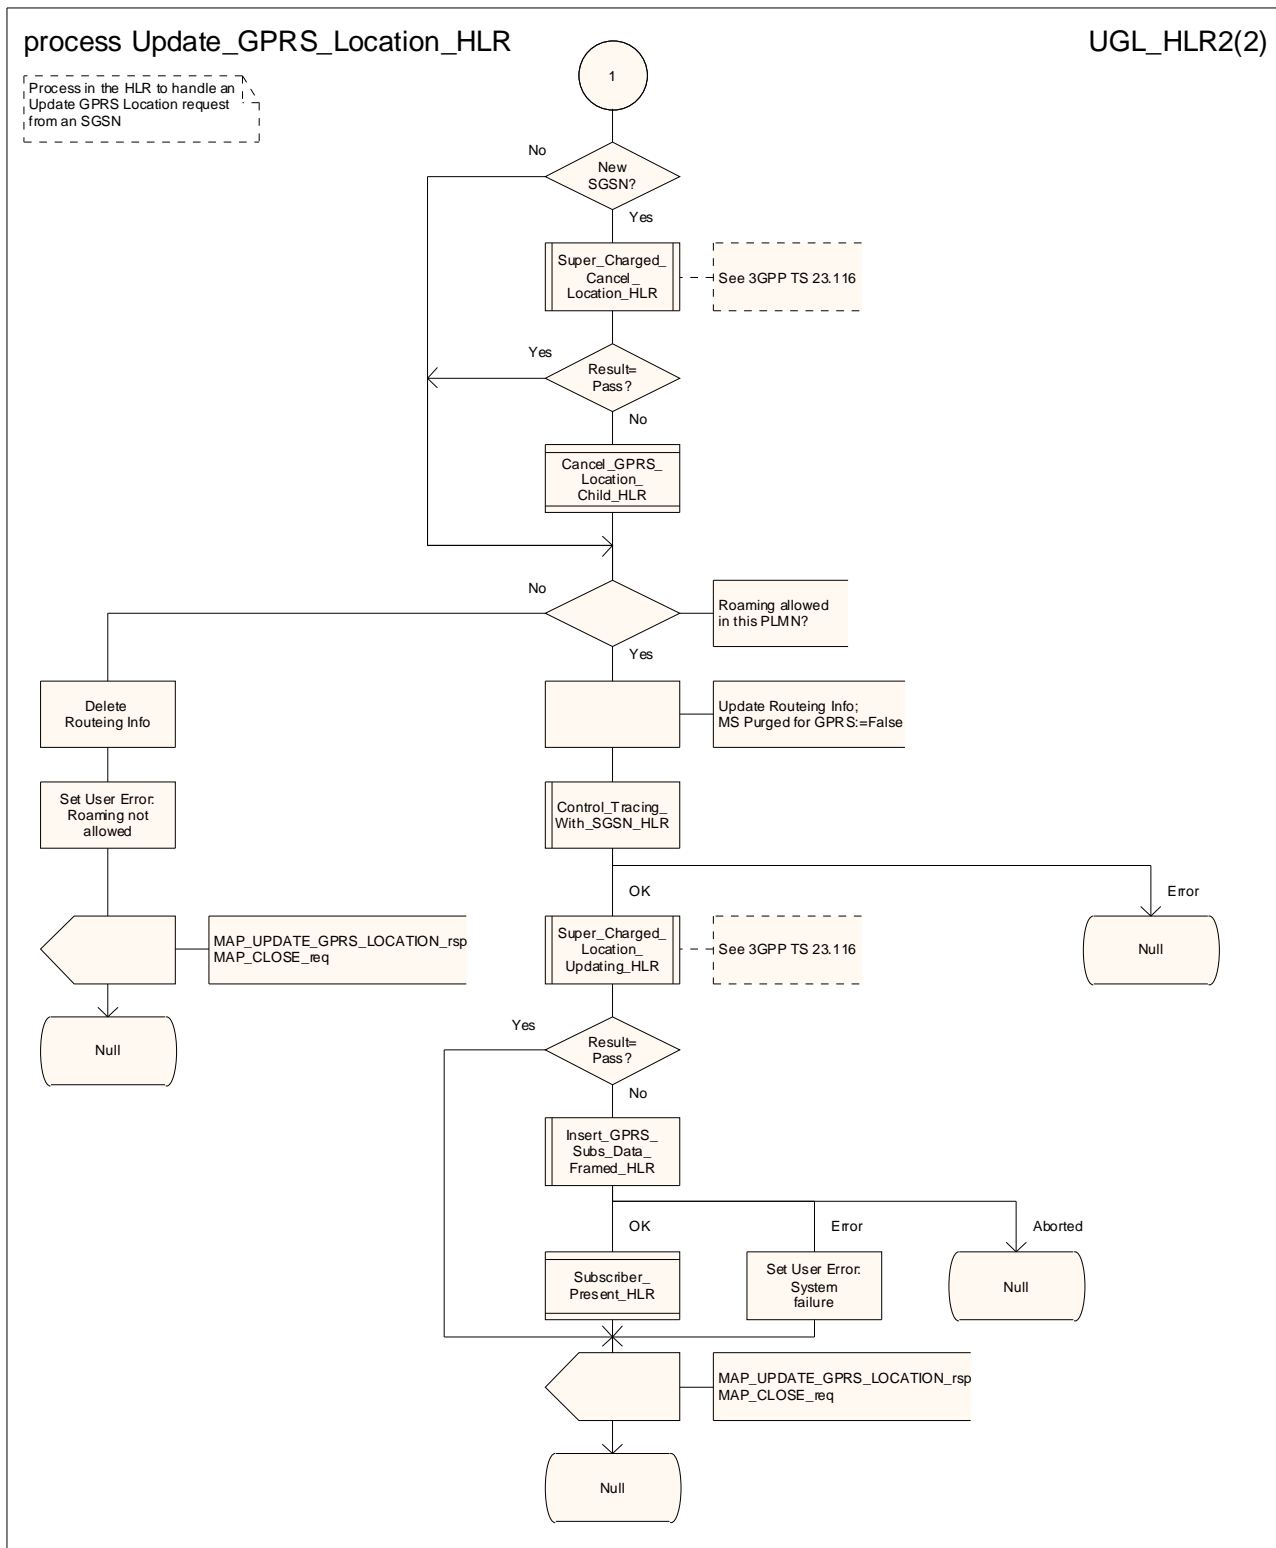 process Update_GPRS_Location_HLR
UGL_HLR2(2)
Process in the HLR to handle an
Update GPRS Location request
from an SGSN
1
No
New
SGSN?
Yes
Super_Charged_
Cancel_
Location_HLR
See 3GPP TS 23.116
Yes
Result=
Pass?
No
Cancel_GPRS_
Location_
Child_HLR
No
Roaming allowed
in this PLMN?
Yes
Delete
Routeing Info
Update Routeing Info;
MS Purged for GPRS:=False
Set User Error:
Roaming not
allowed
Control_Tracing_
With_SGSN_HLR
OK
Error
MAP_UPDATE_GPRS_LOCATION_rsp
MAP_CLOSE_req
Super_Charged_
Location_
Updating_HLR
See 3GPP TS 23.116
Null
Null
Yes
Result=
Pass?
No
Insert_GPRS_
Subs_Data_
Framed_HLR
OK
Error
Aborted
Subscriber_
Present_HLR
Set User Error:
System
failure
Null
MAP_UPDATE_GPRS_LOCATION_rsp
MAP_CLOSE_req
Null